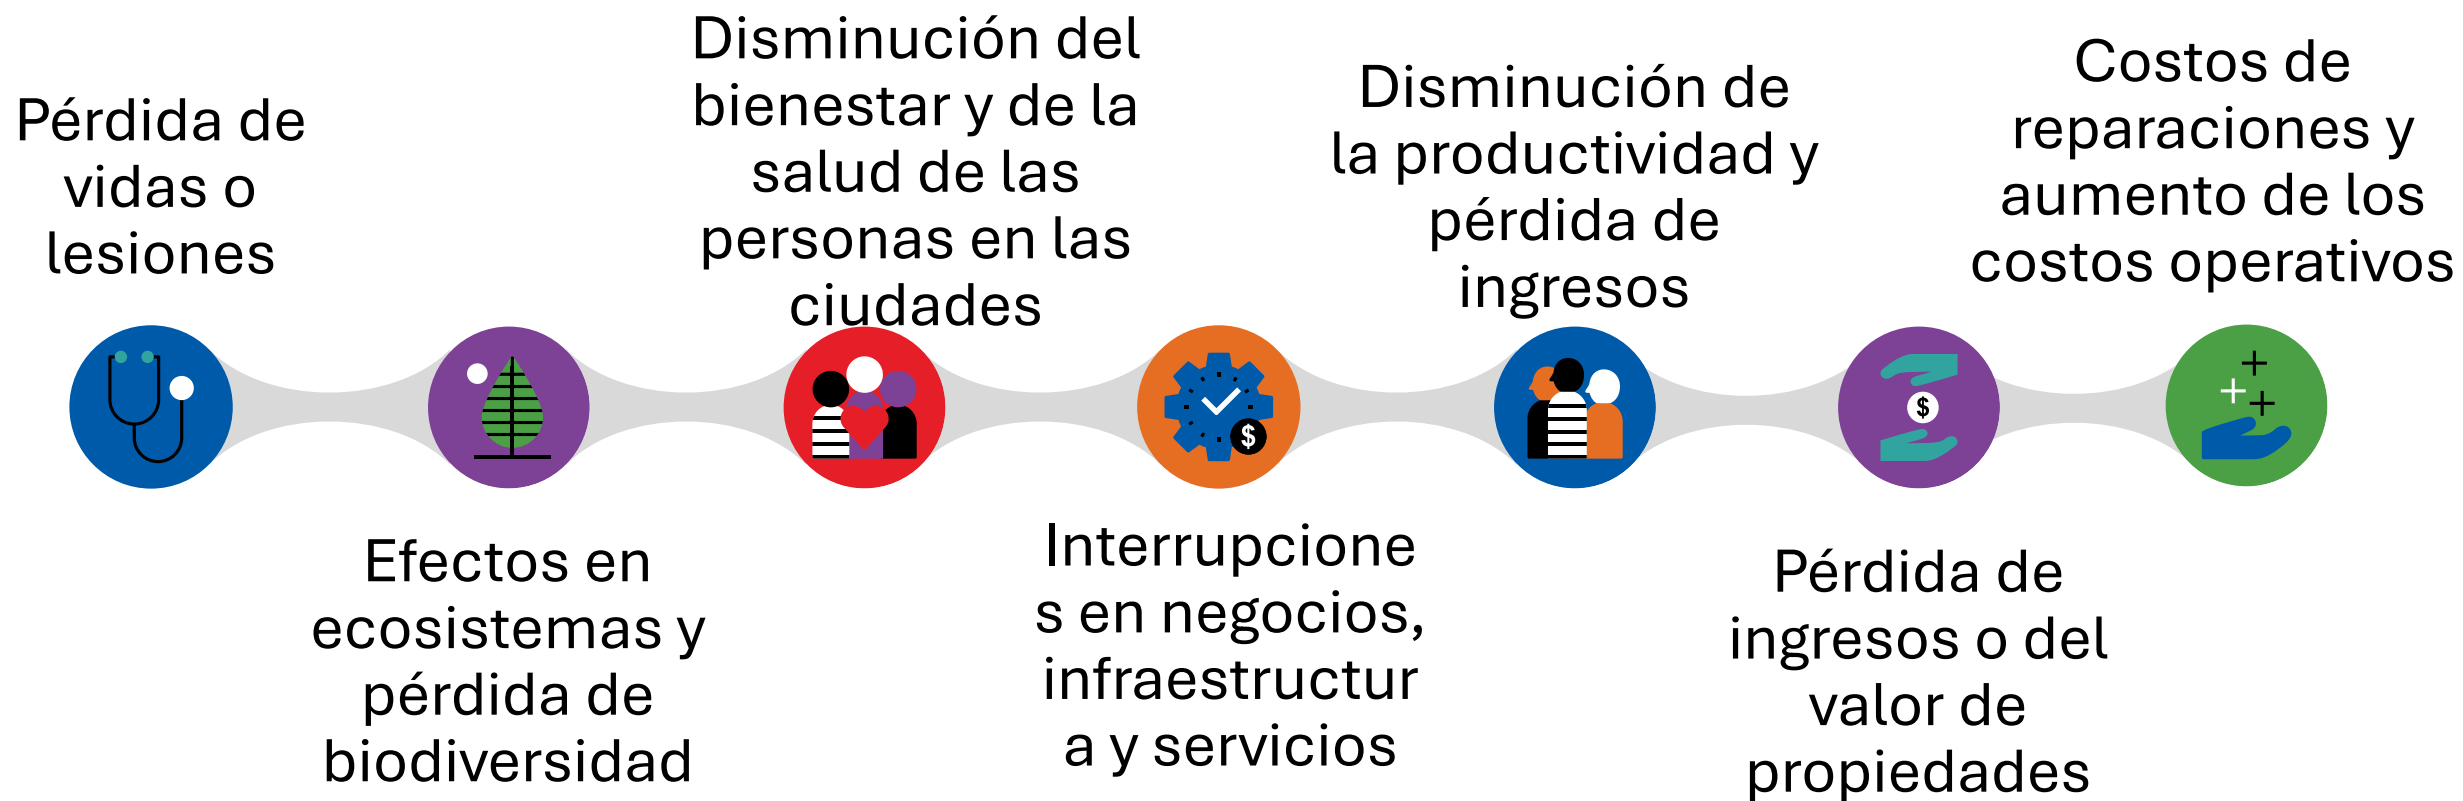 Pérdida de
vidas o
lesiones
Efectos en
ecosistemas y
pérdida de
biodiversidad
Disminución del
bienestar y de la
salud de las
personas en las
ciudades
Interrupcione
s en negocios,
infraestructur
a y servicios
$
Disminución de
la productividad y
pérdida de
ingresos
$
Pérdida de
ingresos o del
valor de
propiedades
Costos de
reparaciones y
aumento de los
costos operativos